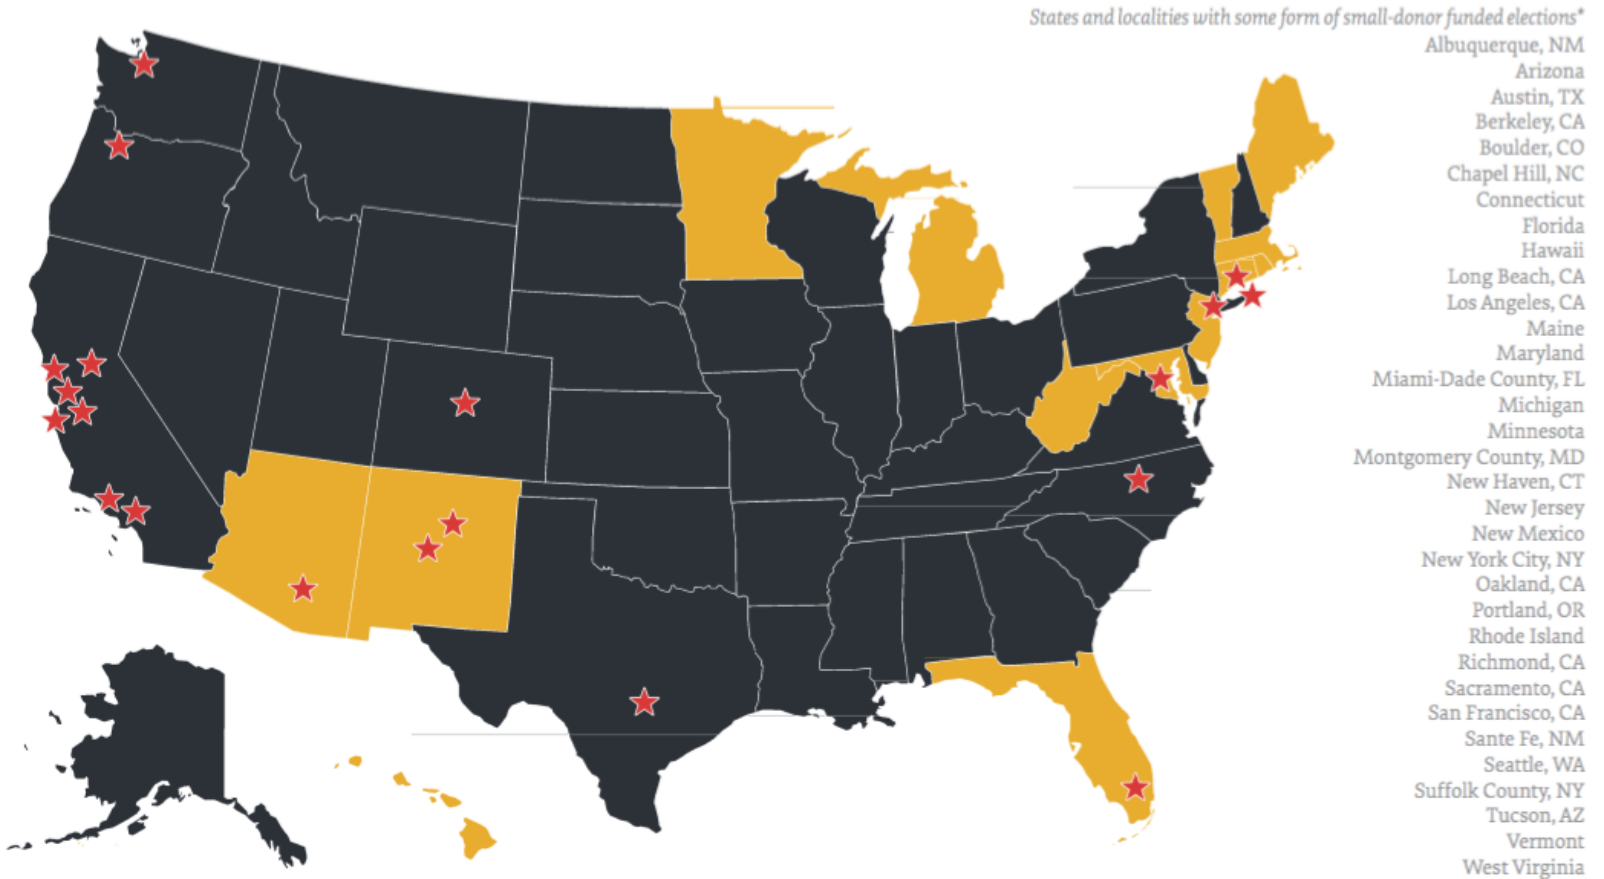 States and localities with some form of small-donor funded elections*
Albuquerque, NM
Arizona
Austin, TX
Berkeley, CA
Boulder, CO
Chapel Hill, NC
Connecticut
Florida
Hawaii
Long Beach, CA
Los Angeles, CA
Maine
Maryland
Miami-Dade County, FL
Michigan
Minnesota
Montgomery County, MD
New Haven, CT
New Jersey
New Mexico
New York City, NY
Oakland, CA
Portland, OR
Rhode Island
Richmond, CA
Sacramento, CA
San Francisco, CA
Sante Fe, NM
Seattle, WA
Suffolk County, NY
Tucson, AZ
Vermont
West Virginia